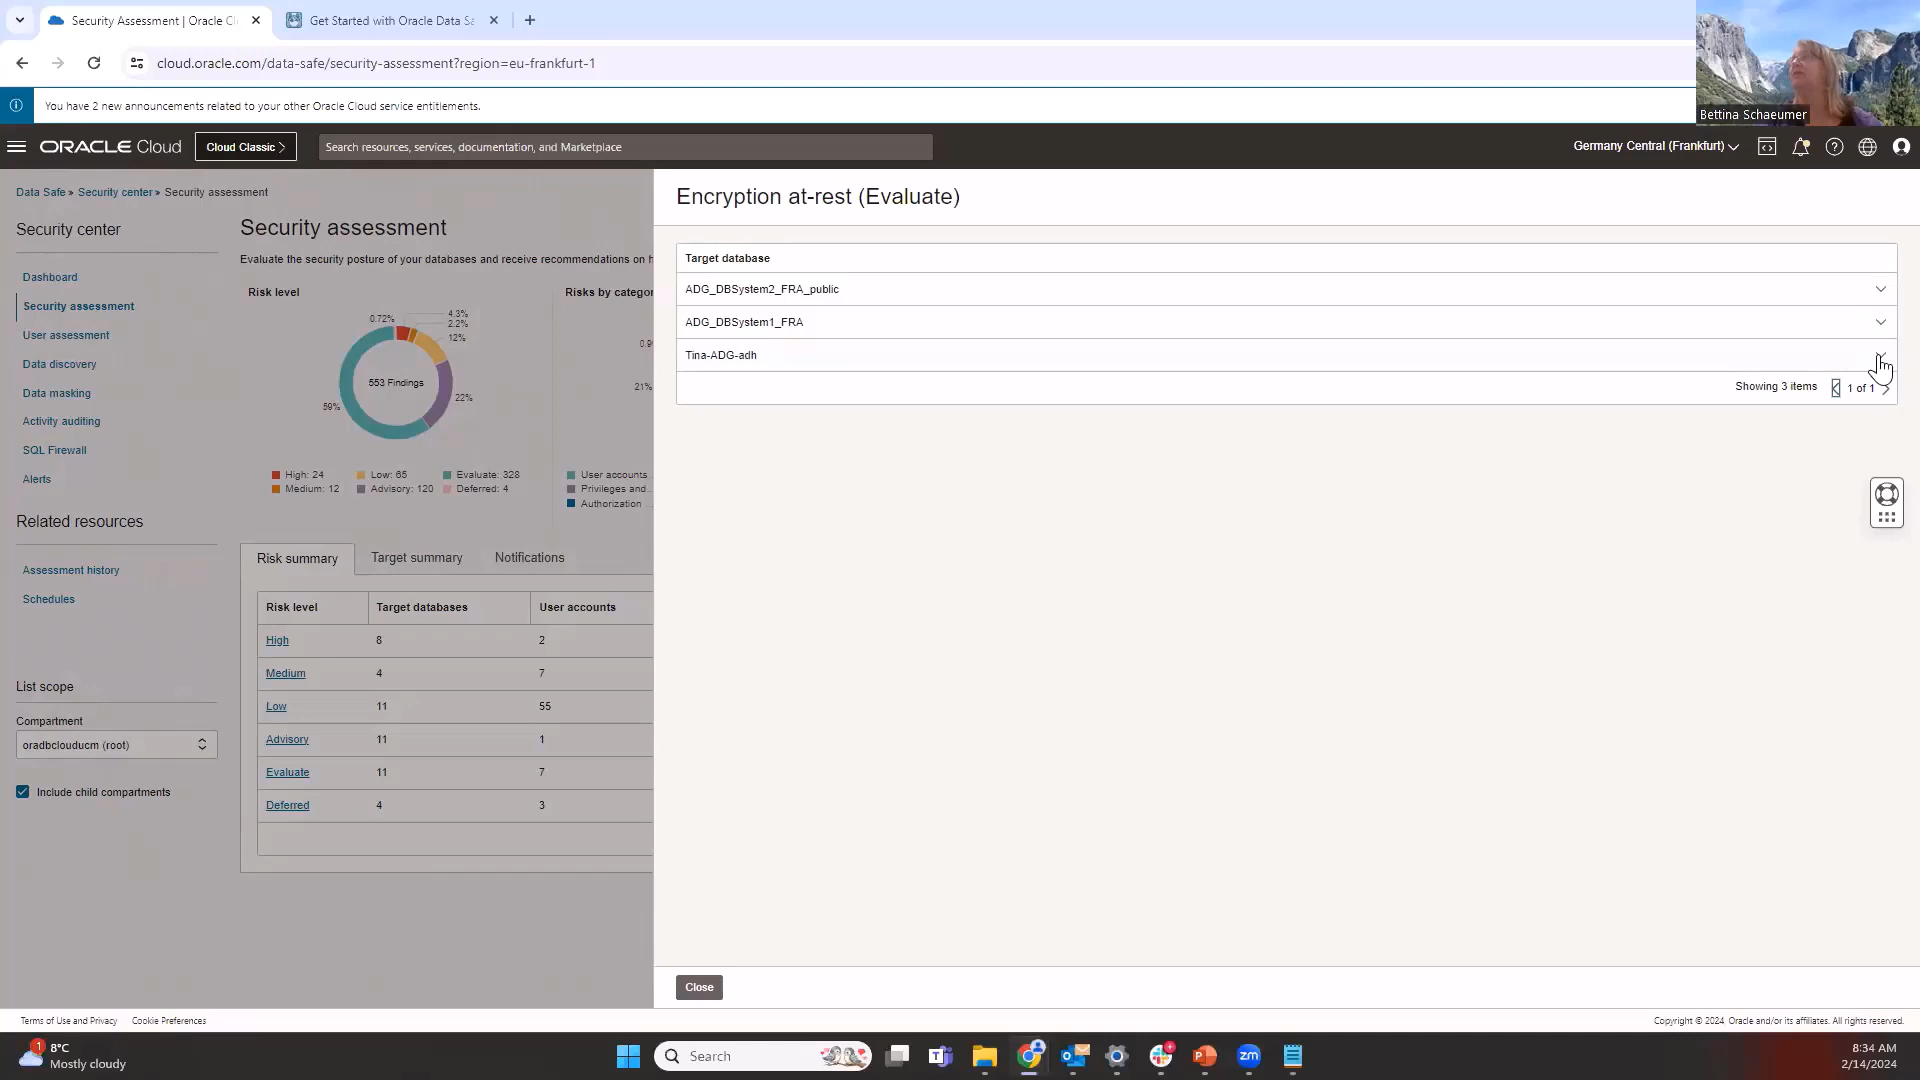 Security Assessment | Oracle Cl
Get Started with Oracle Data Sa
cloud.oracle.com/data-safe/security-assessment?region=eu-frankfurt-1
You have 2 new announcements related to your other Oracle Cloud service entitlements.
Bettina Schaeumer
ORACLE Cloud
Cloud Classic
Search resources, services, documentation, and Marketplace
Germany Central (Frankfurt)
Data Safe » Security center » Security assessment
Security center
Dashboard
Security assessment
User assessment
Data discovery
Data masking
Activity auditing
SQL Firewall
Alerts
Related resources
Assessment history
Schedules
List scope
Compartment
oradbclouducm (root)
Include child compartments
Security assessment
Evaluate the security posture of your databases and receive recommendations on h
Risk level
Risks by categor
0.72%
4.3%
2.2%
12%
553 Findings
22%
59%
0.9
21%
High: 24
Low: 65
Evaluate: 328
Medium: 12
Advisory: 120
Deferred: 4
User accounts
Privileges and...
Authorization
Risk summary
Target summary
Notifications
Risk level Target databases User accounts
High 8 2
Medium 4 7
Low 11 55
Advisory 11 1
Evaluate 11 7
Deferred 4 3
Encryption at-rest (Evaluate)
Target database
ADG_DBSystem2_FRA_public
ADG_DBSystem1_FRA
Tina-ADG-adh
Showing 3 items
1 of 1
Close
Terms of Use and Privacy
Cookie Preferences
Copyright © 2024, Oracle and/or its affiliates. All rights reserved.
1
8°C
Mostly cloudy
Search
zm
8:34 AM
2/14/2024